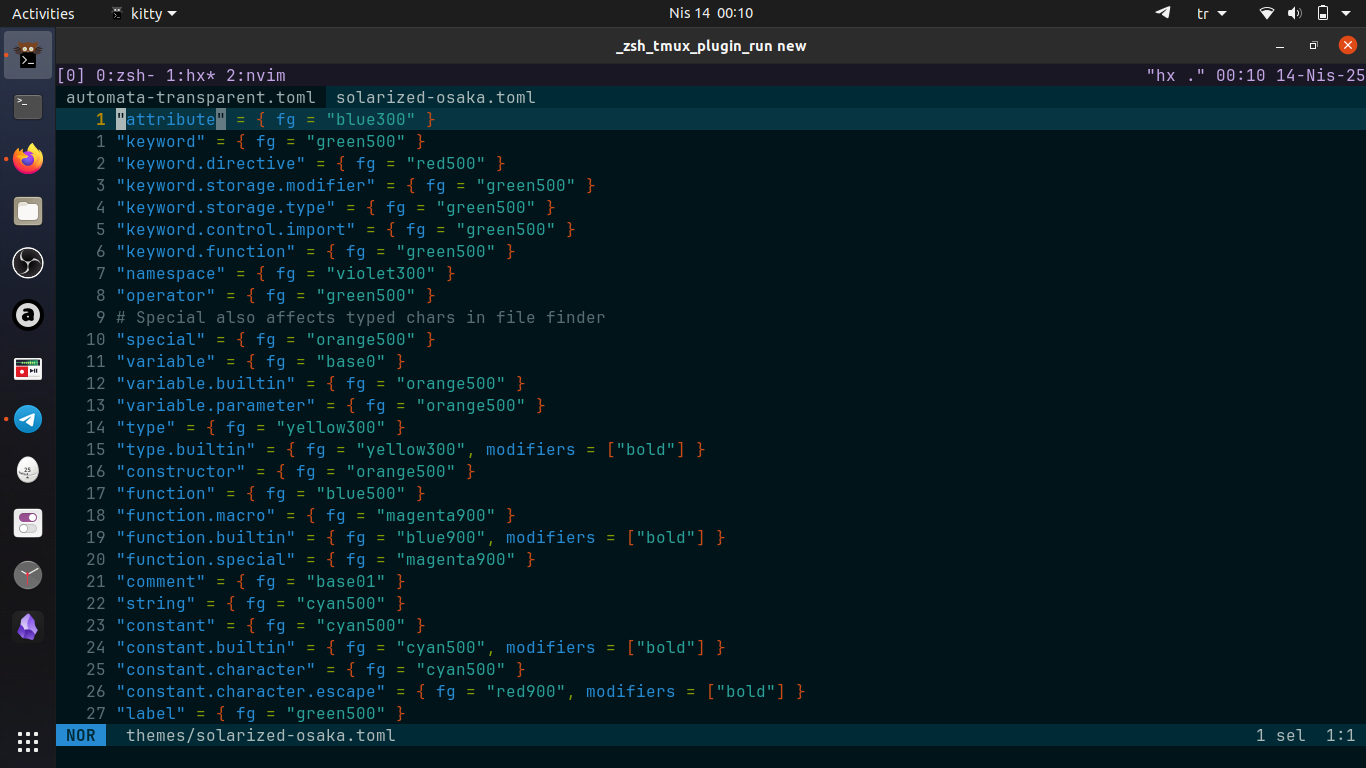 Activities kitty Nis 14 00:10 tr
_zsh_tmux_plugin_run new
[0] 0:zsh- 1:hx* 2:nvim "hx ." 00:10 14-Nis-25
automata-transparent.toml solarized-osaka.toml
1 "attribute" = { fg = "blue300" }
1 "keyword" = { fg = "green500" }
2 "keyword.directive" = { fg = "red500" }
3 "keyword.storage.modifier" = { fg = "green500" }
4 "keyword.storage.type" = { fg = "green500" }
5 "keyword.control.import" = { fg = "green500" }
6 "keyword.function" = { fg = "green500" }
7 "namespace" = { fg = "violet300" }
8 "operator" = { fg = "green500" }
9 # Special also affects typed chars in file finder
10 "special" = { fg = "orange500" }
11 "variable" = { fg = "base0" }
12 "variable.builtin" = { fg = "orange500" }
13 "variable.parameter" = { fg = "orange500" }
14 "type" = { fg = "yellow300" }
15 "type.builtin" = { fg = "yellow300", modifiers = ["bold"] }
16 "constructor" = { fg = "orange500" }
17 "function" = { fg = "blue500" }
18 "function.macro" = { fg = "magenta900" }
19 "function.builtin" = { fg = "blue900", modifiers = ["bold"] }
20 "function.special" = { fg = "magenta900" }
21 "comment" = { fg = "base01" }
22 "string" = { fg = "cyan500" }
23 "constant" = { fg = "cyan500" }
24 "constant.builtin" = { fg = "cyan500", modifiers = ["bold"] }
25 "constant.character" = { fg = "cyan500" }
26 "constant.character.escape" = { fg = "red900", modifiers = ["bold"] }
27 "label" = { fg = "green500" }
NOR themes/solarized-osaka.toml 1 sel 1:1